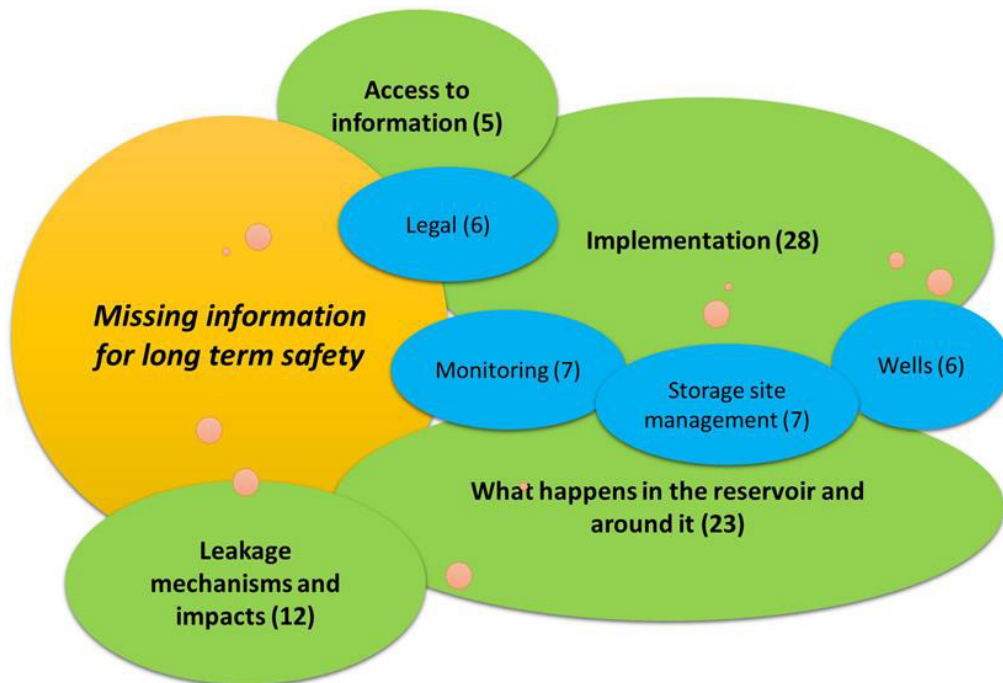 Access to
information (5)
Legal (6)
Implementation (28)
Missing information
for long term safety
Monitoring (7)
Storage site
management (7)
Wells (6)
What happens in the reservoir and
around it (23)
Leakage
mechanisms and
impacts (12)